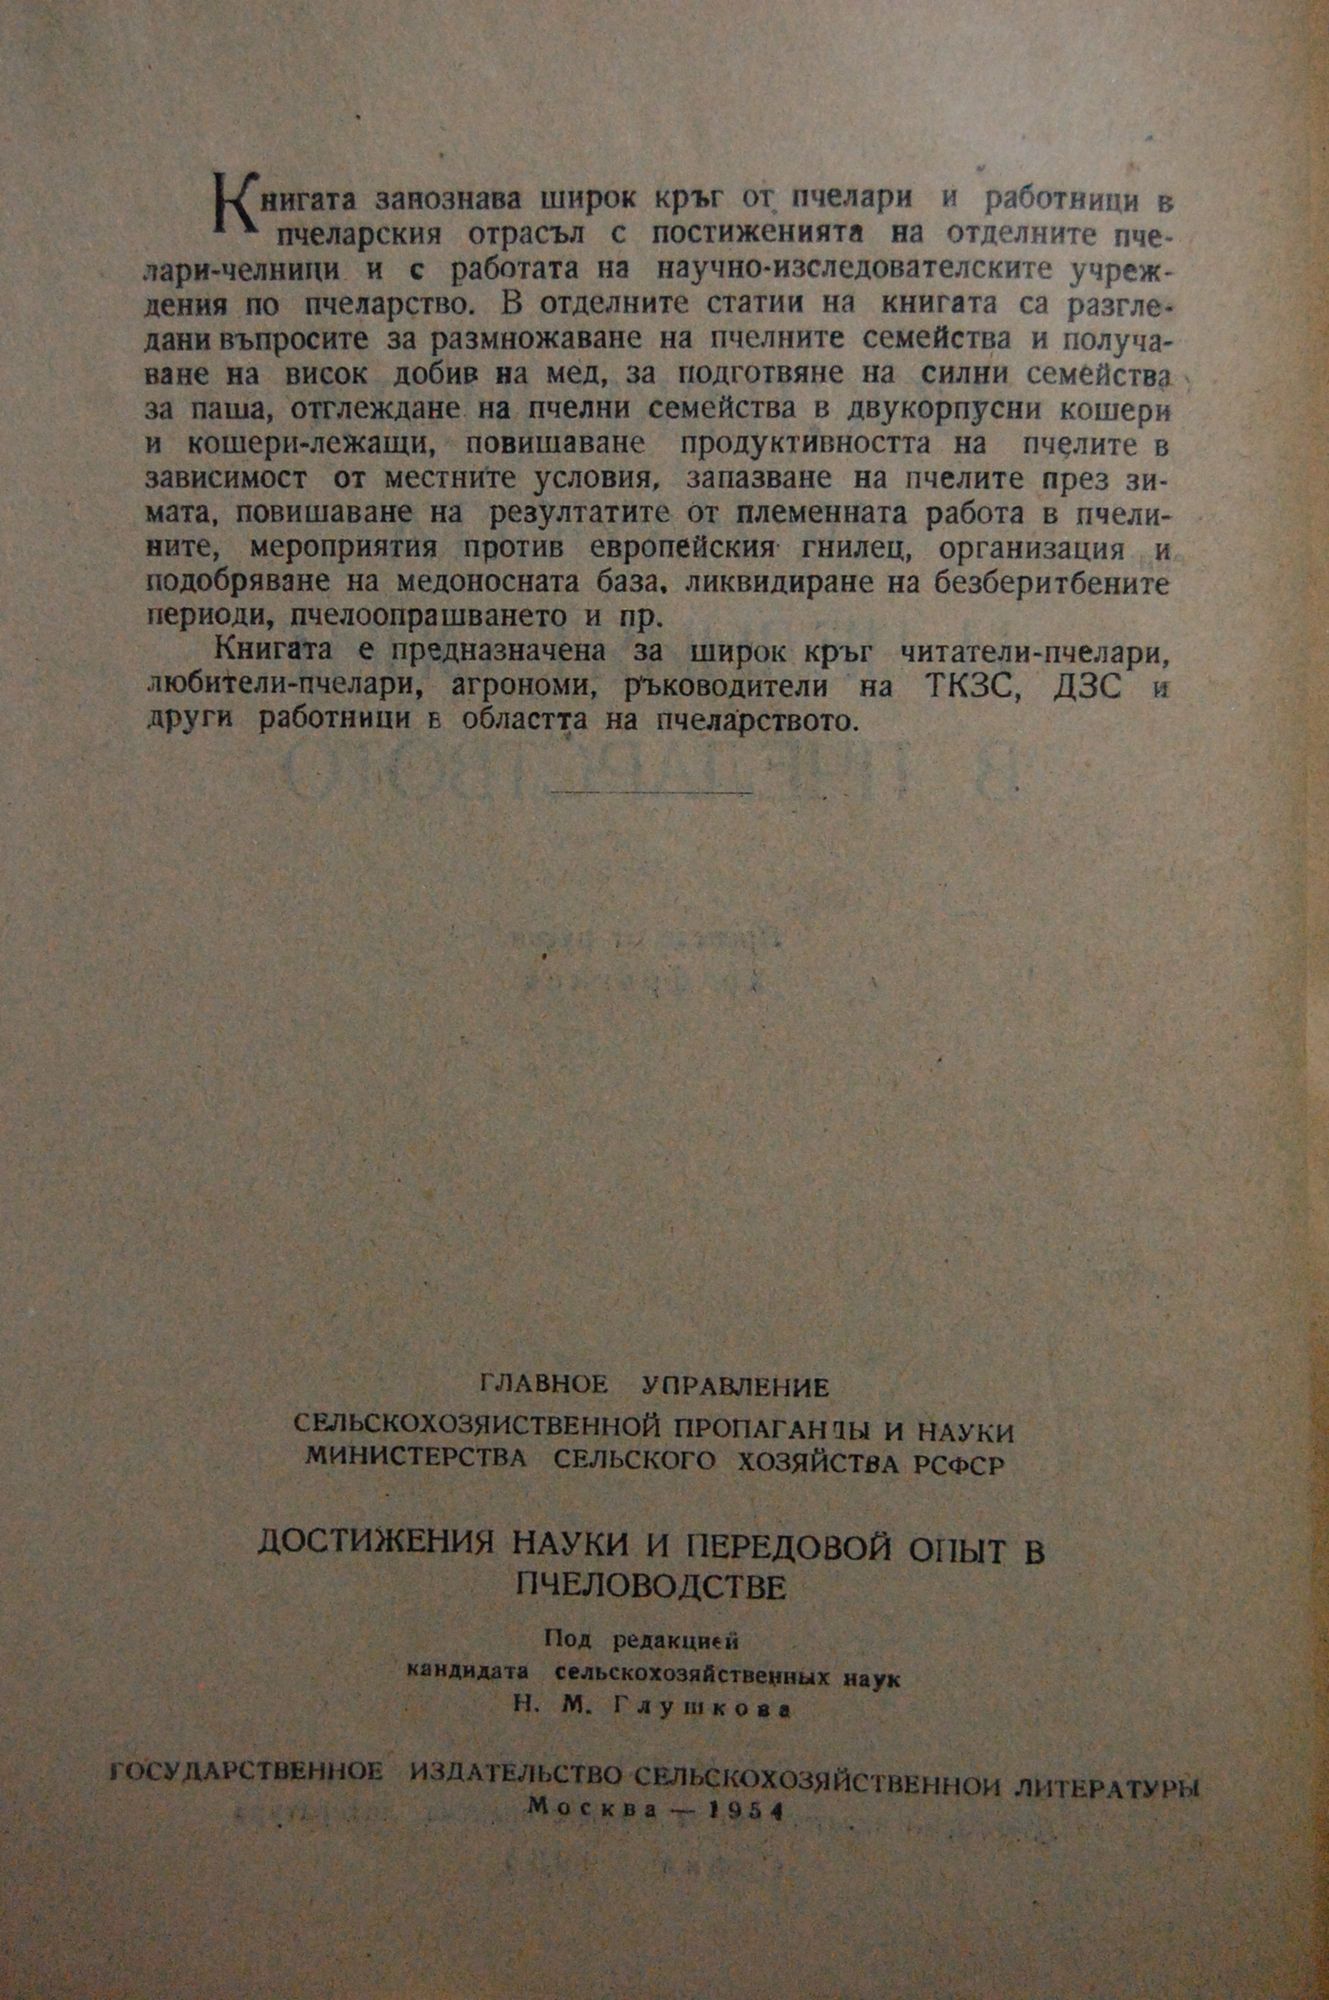 Книгата запознава широк кръг от пчелари и работници в
пчеларския отрасъл с постиженията на отделните пче-
лари-челници и с работата на научно-изследователските учреж-
дения по пчеларство. В отделните статии на книгата са разгле-
дани въпросите за размножаване на пчелните семейства и получа-
ване на висок добив на мед, за подготвяне на силни семейства
за паша, отглеждане на пчелни семейства в двукорпусни кошери
и кошери-лежащи, повишаване продуктивността на пчелите в
зависимост от местните условия, запазване на пчелите през зи-
мата, повишаване на резултатите от племенната работа в пчели-
ните, мероприятия против европейския гнилец, организация и
подобряване на медоносната база, ликвидиране на безберитбените
периоди, пчелоопрашването и пр.
Книгата е предназначена за широк кръг читатели-пчелари,
любители-пчелари, агрономи, ръководители на ТКЗС, ДЗС и
други работници в областта на пчеларството.
ГЛАВНОЕ УПРАВЛЕНИЕ
СЕЛЬСКОХОЗЯИСТВЕННОЙ ПРОПАГАНДЫ И НАУКИ
МИНИСТЕРСТВА СЕЛЬСКОГО ХОЗЯЙСТВА РСФСР
ДОСТИЖЕНИЯ НАУКИ И ПЕРЕДОВОЙ ОПЫТ В
ПЧЕЛОВОДСТВЕ
Под редакцией
кандидата сельскохозяйственных наук
Н. М. Глушкова
ГОСУДАРСТВЕННОЕ ИЗДАТЕЛЬСТВО СЕЛЬСКОХОЗЯЙСТВЕННОИ ЛИТЕРАТУРЫ
Москва — 1954